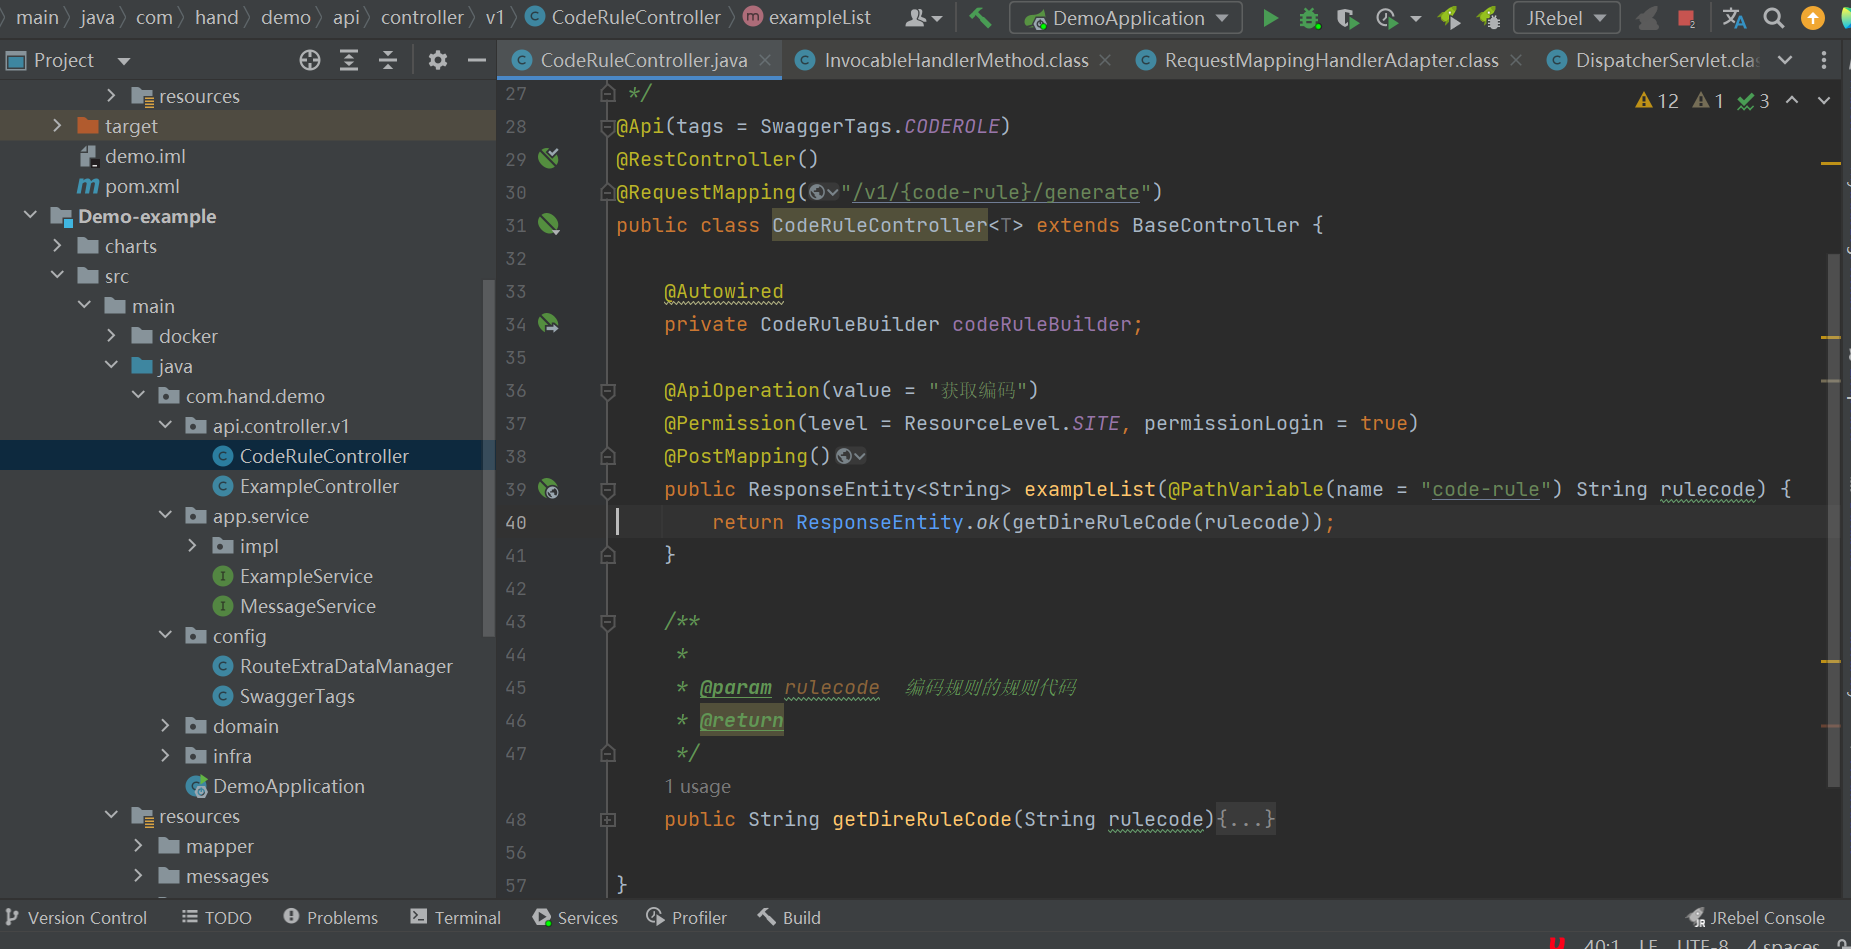 main java com hand demo api controller v1 CodeRuleController exampleList DemoApplication JRebel
Project
CodeRuleController.java InvocableHandlerMethod.class RequestMappingHandlerAdapter.class
resources
target
demo.iml
pom.xml
Demo-example
charts
src
main
docker
java
com.hand.demo
api.controller.v1
CodeRuleController
ExampleController
app.service
impl
ExampleService
MessageService
config
RouteExtraDataManager
SwaggerTags
domain
infra
DemoApplication
resources
mapper
messages
12 1 3
27 */
28 @Api(tags = SwaggerTags.CODEROLE)
29 @RestController()
30 @RequestMapping("/v1/{code-rule}/generate")
31 public class CodeRuleController<T> extends BaseController {
32
33 @Autowired
34 private CodeRuleBuilder codeRuleBuilder;
35
36 @ApiOperation(value = "获取编码")
37 @Permission(level = ResourceLevel.SITE, permissionLogin = true)
38 @PostMapping()
39 public ResponseEntity<String> exampleList(@PathVariable(name = "code-rule") String rulecode) {
40 return ResponseEntity.ok(getDireRuleCode(rulecode));
41 }
42
43 /**
44 *
45 * @param rulecode 编码规则的规则代码
46 * @return
47 */
1 usage
48 public String getDireRuleCode(String rulecode){...}
56
57 }
Version Control TODO Problems Terminal Services Profiler Build JRebel Console
40:1 LF UTF-8 4 spaces